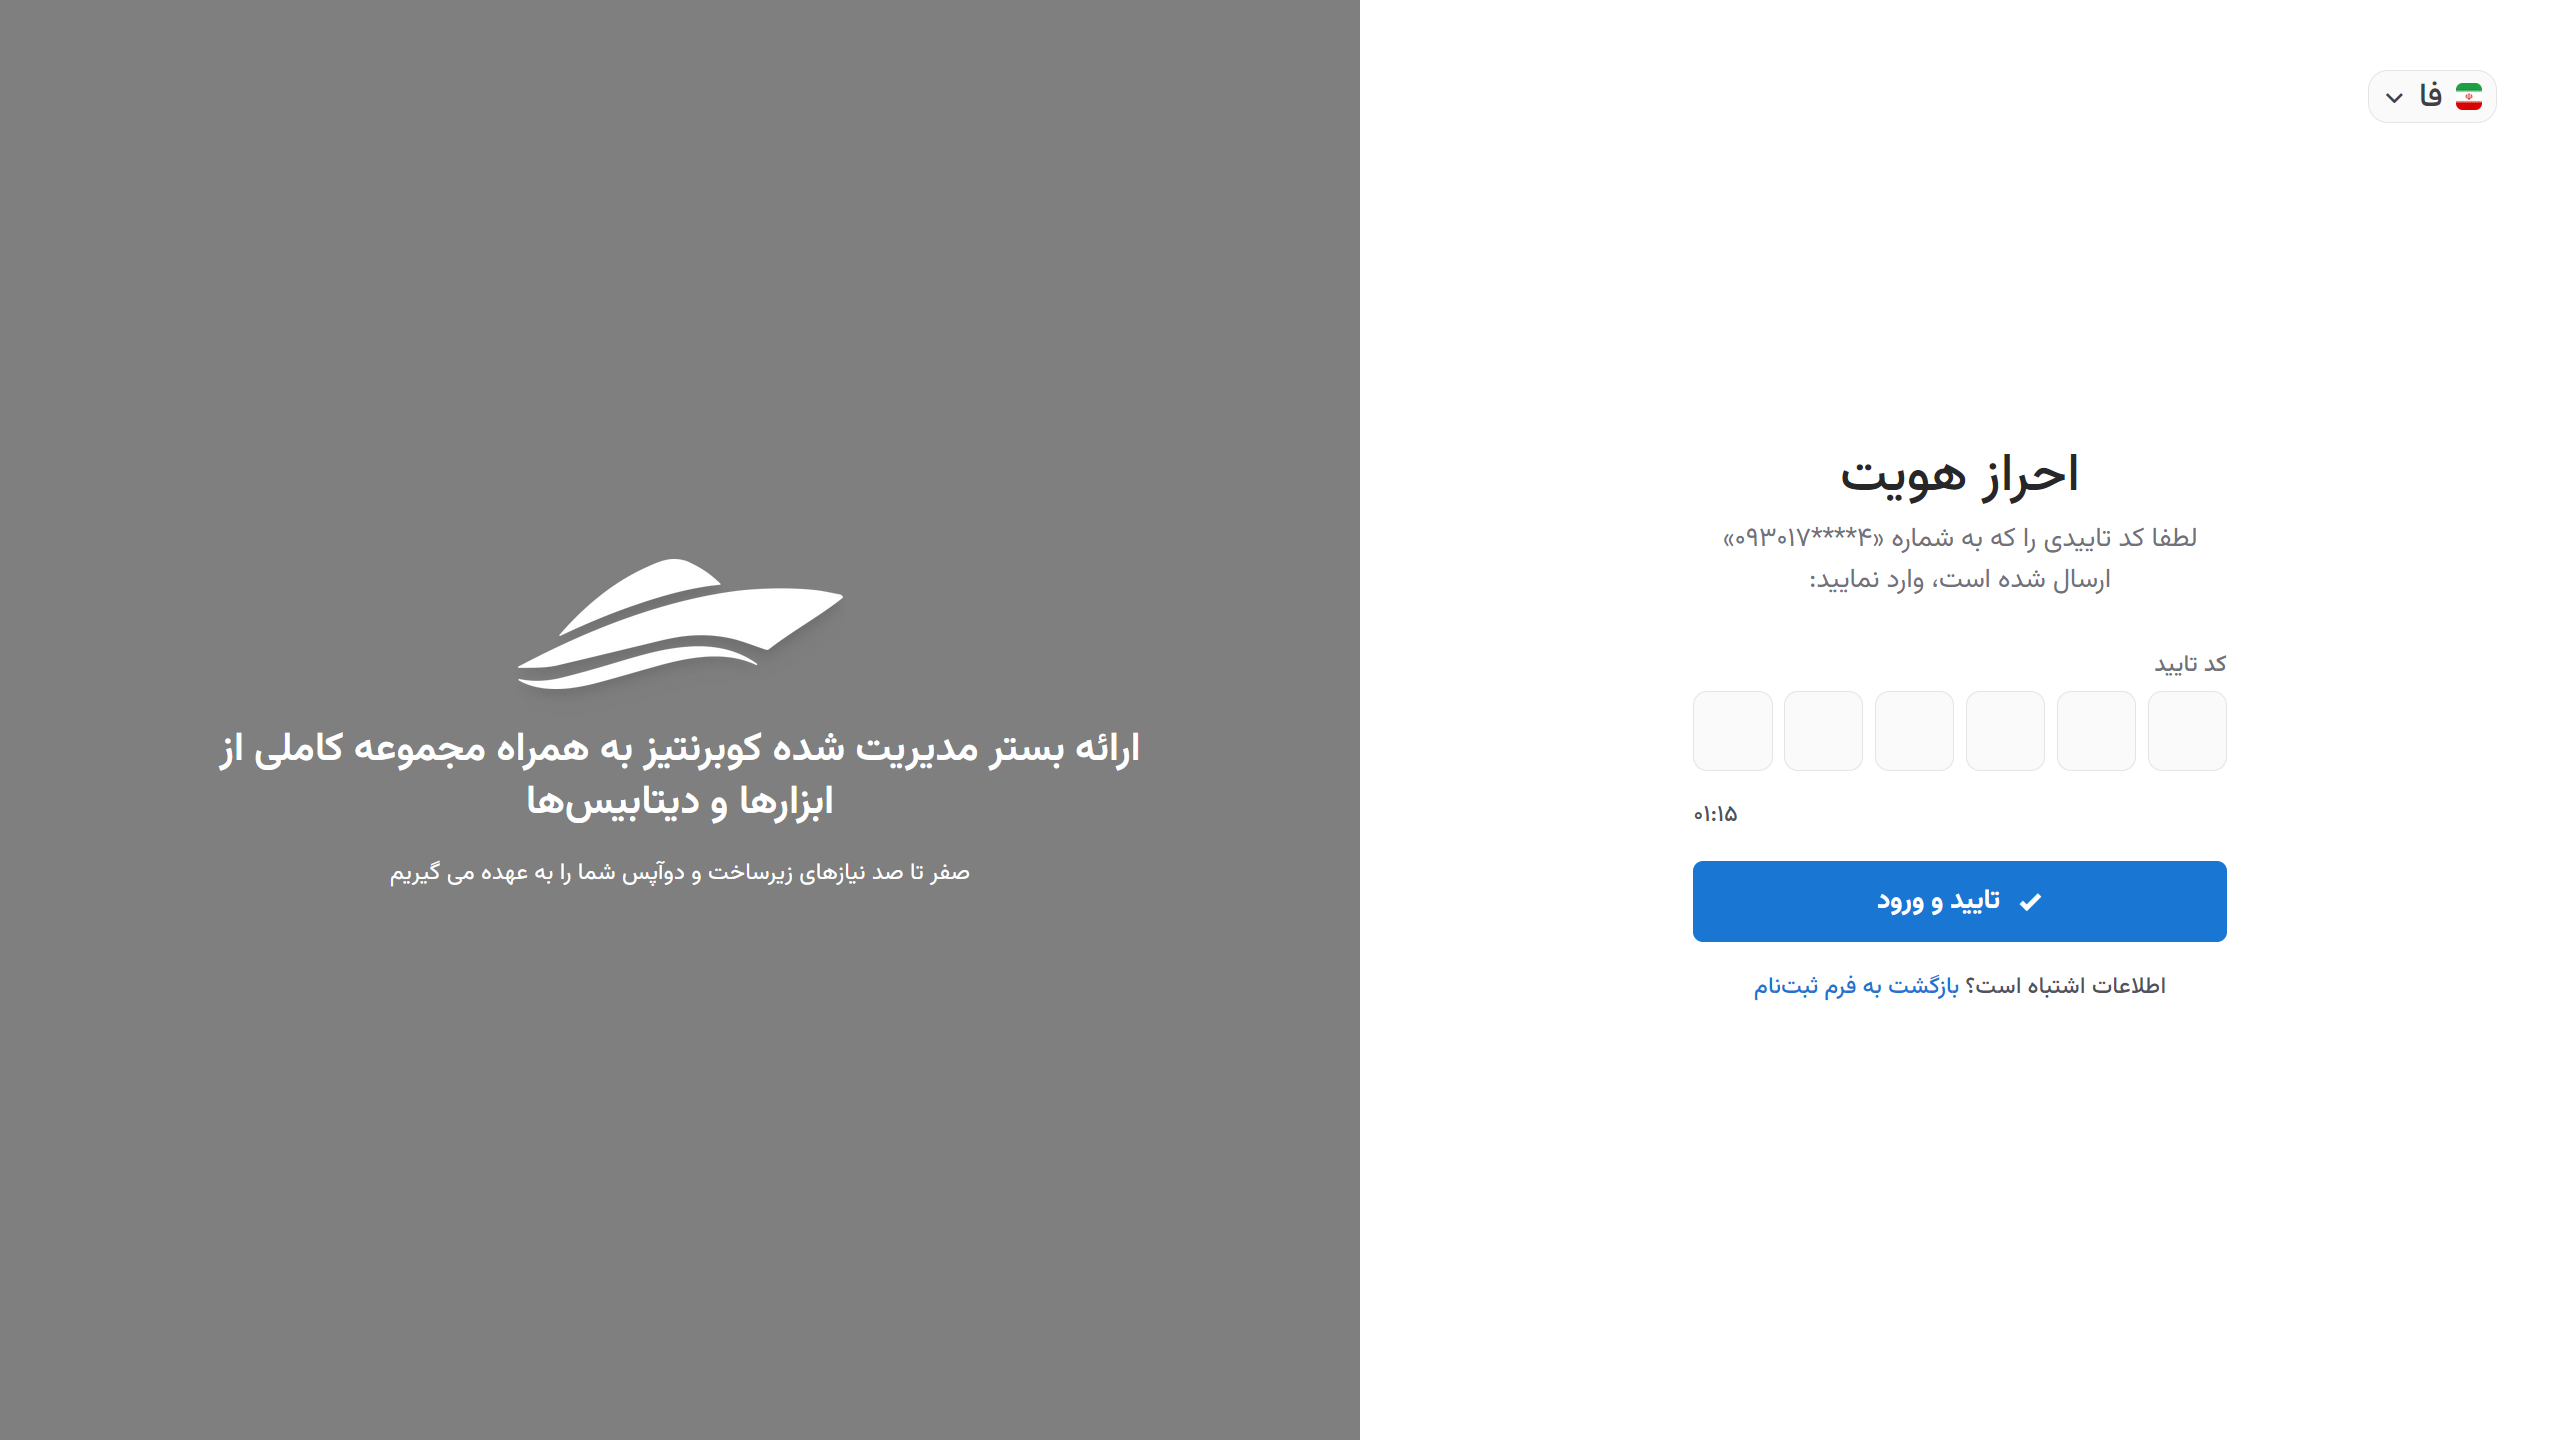 فا
احراز هویت
لطفا کد تاییدی را که به شماره «۰۹۳۰۱۷****۴»
ارسال شده است، وارد نمایید:
کد تایید
۰۱:۱۵
تایید و ورود
اطلاعات اشتباه است؟ بازگشت به فرم ثبت‌نام
ارائه بستر مدیریت شده کوبرنتیز به همراه مجموعه کاملی از
ابزارها و دیتابیس‌ها
صفر تا صد نیازهای زیرساخت و دوآپس شما را به عهده می گیریم